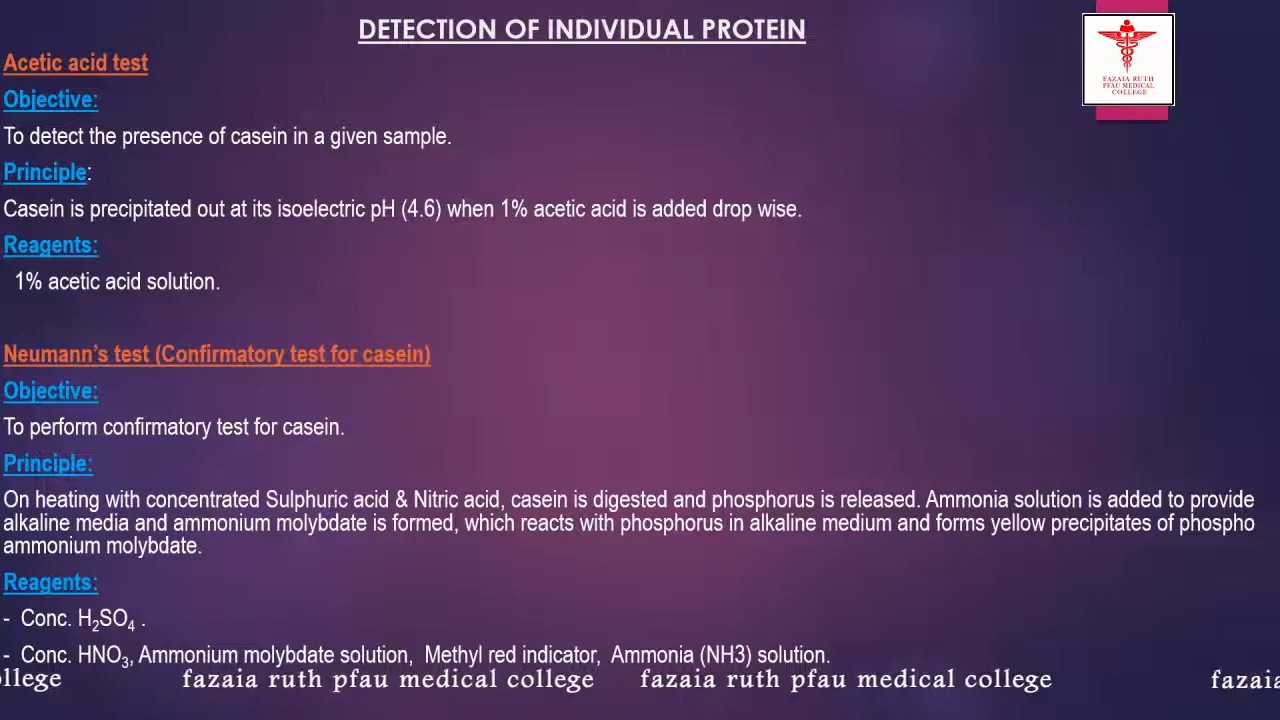 DETECTION OF INDIVIDUAL PROTEIN
FAZAIA RUTH
PFAU MEDICAL
COLLEGE
Acetic acid test
Objective:
To detect the presence of casein in a given sample.
Principle:
Casein is precipitated out at its isoelectric pH (4.6) when 1% acetic acid is added drop wise.
Reagents:
1% acetic acid solution.
Neumann’s test (Confirmatory test for casein)
Objective:
To perform confirmatory test for casein.
Principle:
On heating with concentrated Sulphuric acid & Nitric acid, casein is digested and phosphorus is released. Ammonia solution is added to provide
alkaline media and ammonium molybdate is formed, which reacts with phosphorus in alkaline medium and forms yellow precipitates of phospho
ammonium molybdate.
Reagents:
- Conc. H₂SO₄ .
- Conc. HNO₃, Ammonium molybdate solution, Methyl red indicator, Ammonia (NH3) solution.
llege fazaia ruth pfau medical college fazaia ruth pfau medical college fazaia